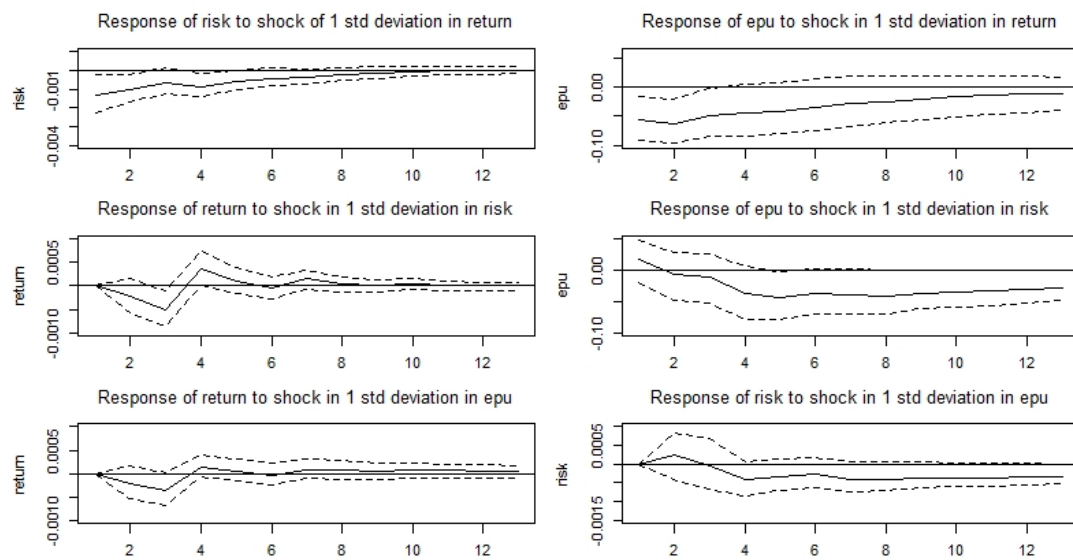 Response of risk to shock of 1 std deviation in return
risk
-0.001
-0.004
2 4 6 8 10 12
Response of epu to shock in 1 std deviation in return
epu
0.00
-0.10
2 4 6 8 10 12
Response of return to shock in 1 std deviation in risk
return
0.0005
-0.0010
2 4 6 8 10 12
Response of epu to shock in 1 std deviation in risk
epu
0.00
-0.10
2 4 6 8 10 12
Response of return to shock in 1 std deviation in epu
return
0.0005
-0.0010
2 4 6 8 10 12
Response of risk to shock in 1 std deviation in epu
risk
0.0005
-0.0015
2 4 6 8 10 12